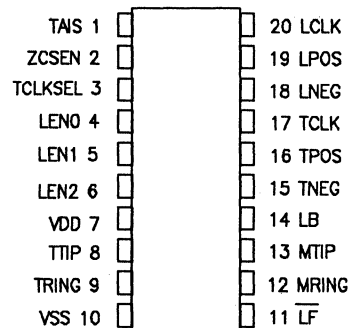 TAIS 1
20 LCLK
ZCSEN 2
19 LPOS
TCLKSEL 3
18 LNEG
LEN0 4
17 TCLK
LEN1 5
16 TPOS
LEN2 6
15 TNEG
VDD 7
14 LB
TTIP 8
13 MTIP
TRING 9
12 MRING
VSS 10
11 L̅F̅